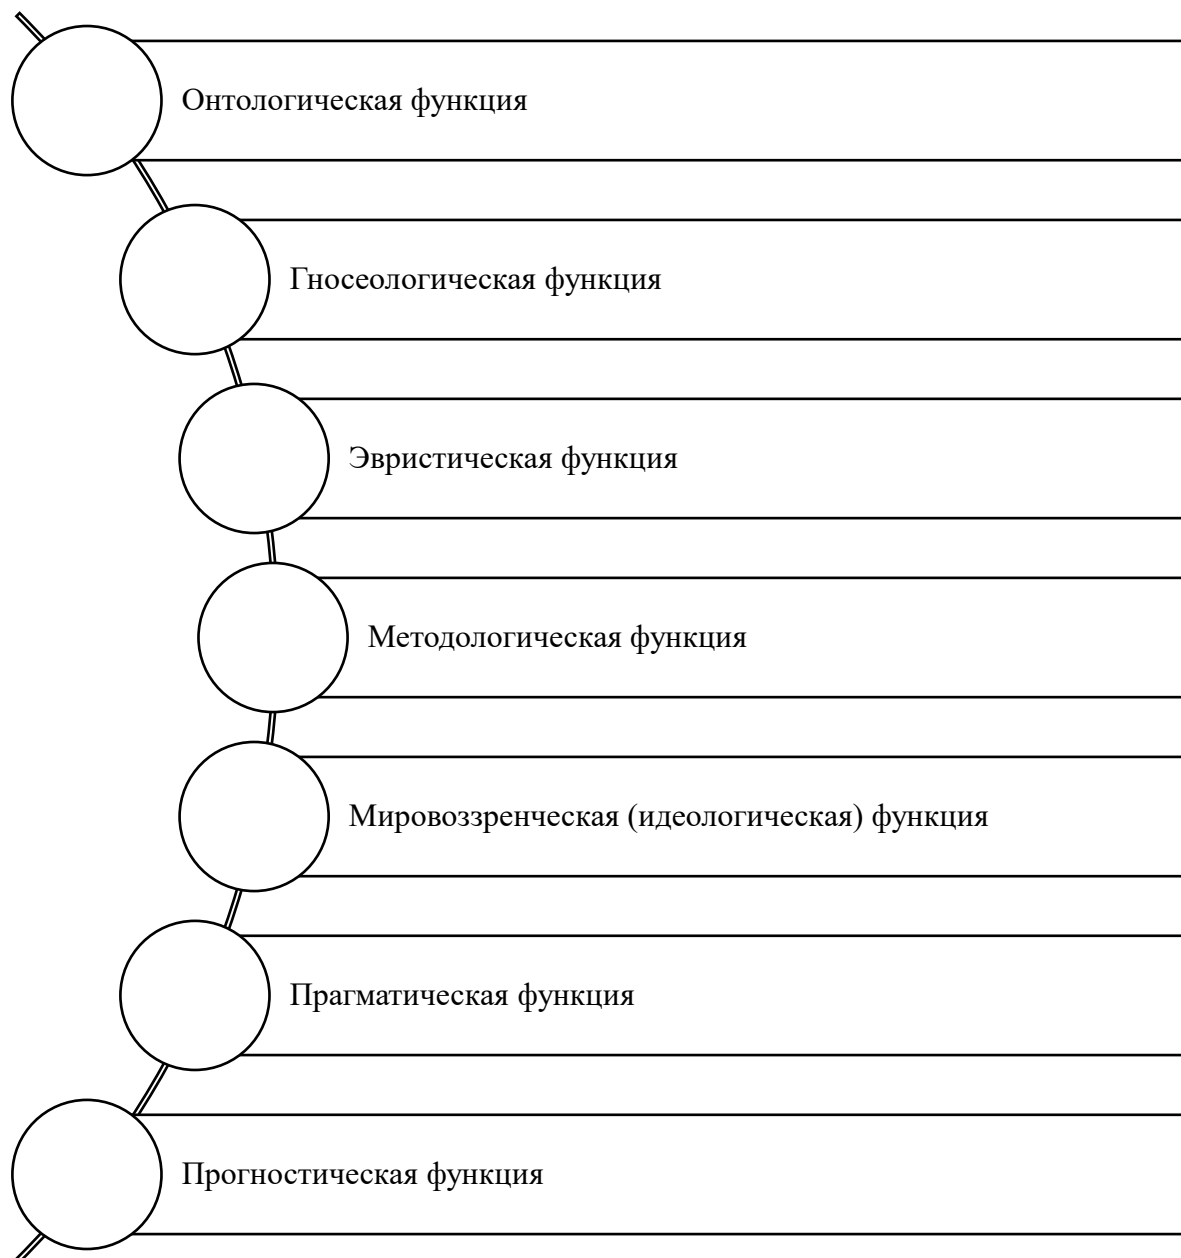 Онтологическая функция
Гносеологическая функция
Эвристическая функция
Методологическая функция
Мировоззренческая (идеологическая) функция
Прагматическая функция
Прогностическая функция